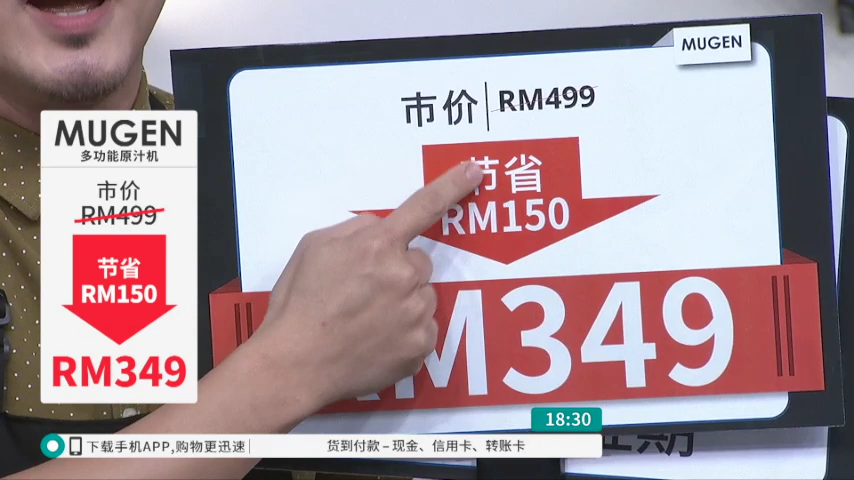 MUGEN
市价 RM499
节省
RM150
RM349
MUGEN
多功能原汁机
市价
RM499
节省
RM150
RM349
18:30
下载手机APP,购物更迅速
货到付款 – 现金、信用卡、转账卡